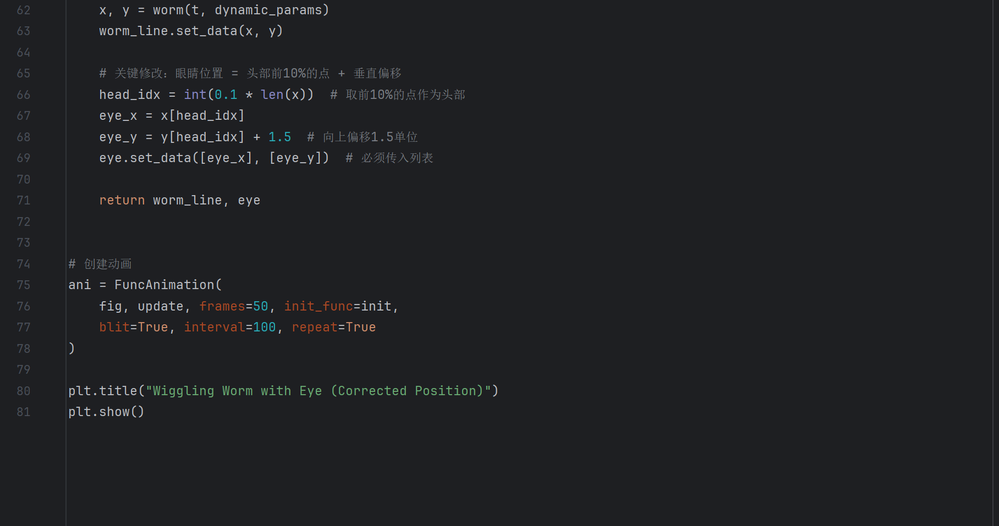 62 x, y = worm(t, dynamic_params)
63 worm_line.set_data(x, y)
64
65 # 关键修改：眼睛位置 = 头部前10%的点 + 垂直偏移
66 head_idx = int(0.1 * len(x))  # 取前10%的点作为头部
67 eye_x = x[head_idx]
68 eye_y = y[head_idx] + 1.5  # 向上偏移1.5单位
69 eye.set_data([eye_x], [eye_y])  # 必须传入列表
70
71 return worm_line, eye
72
73
74 # 创建动画
75 ani = FuncAnimation(
76 fig, update, frames=50, init_func=init,
77 blit=True, interval=100, repeat=True
78 )
79
80 plt.title("Wiggling Worm with Eye (Corrected Position)")
81 plt.show()